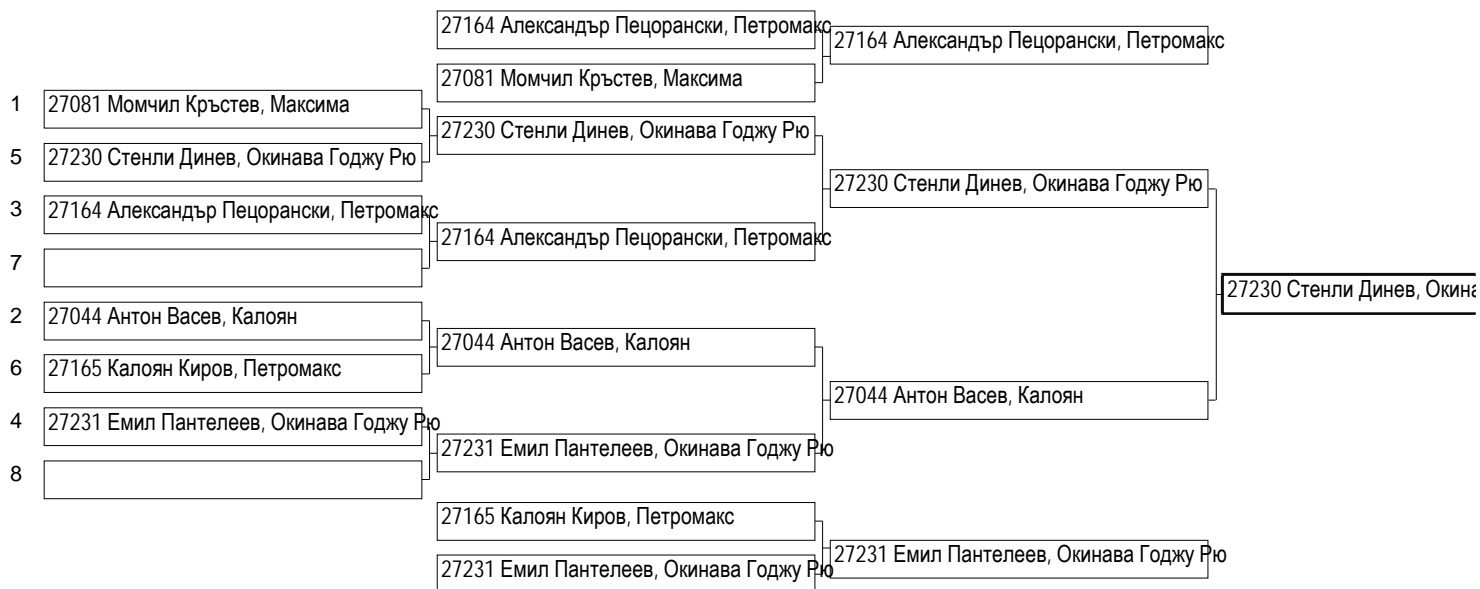 27164 Александър Пецорански, Петромакс
27164 Александър Пецорански, Петромакс
27081 Момчил Кръстев, Максима
1 27081 Момчил Кръстев, Максима
27230 Стенли Динев, Окинава Годжу Рю
5 27230 Стенли Динев, Окинава Годжу Рю
27230 Стенли Динев, Окинава Годжу Рю
3 27164 Александър Пецорански, Петромакс
27164 Александър Пецорански, Петромакс
7
27230 Стенли Динев, Окина
2 27044 Антон Васев, Калоян
27044 Антон Васев, Калоян
6 27165 Калоян Киров, Петромакс
27044 Антон Васев, Калоян
4 27231 Емил Пантелеев, Окинава Годжу Рю
27231 Емил Пантелеев, Окинава Годжу Рю
8
27165 Калоян Киров, Петромакс
27231 Емил Пантелеев, Окинава Годжу Рю
27231 Емил Пантелеев, Окинава Годжу Рю